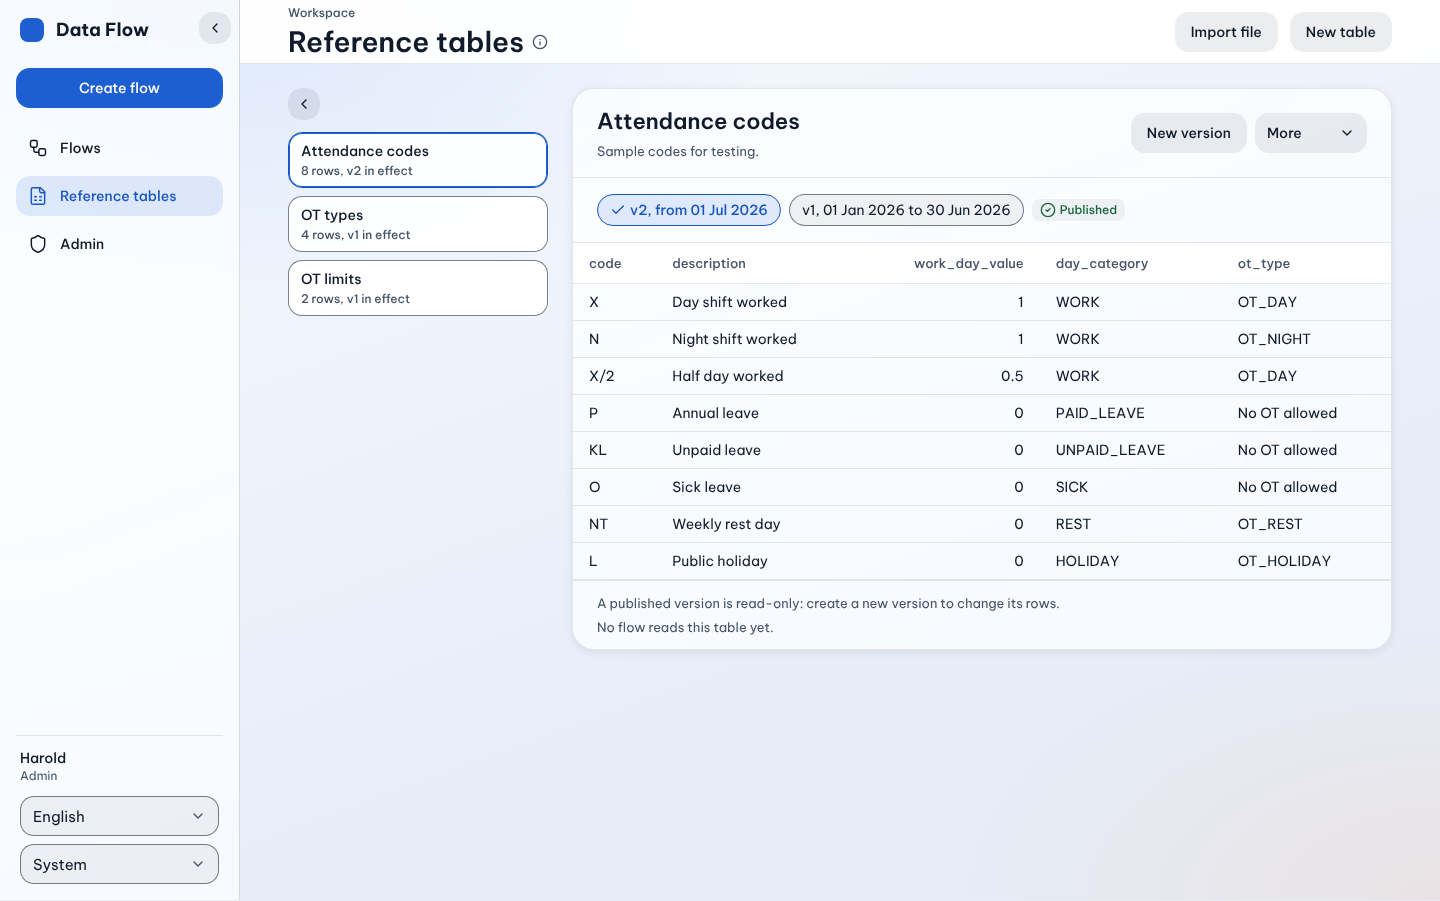 Data Flow
Create flow
Flows
Reference tables
Admin
Harold
Admin
English
System
Workspace
Reference tables
Import file
New table
Attendance codes
8 rows, v2 in effect
OT types
4 rows, v1 in effect
OT limits
2 rows, v1 in effect
Attendance codes
Sample codes for testing.
New version
More
v2, from 01 Jul 2026
v1, 01 Jan 2026 to 30 Jun 2026
Published
code description work_day_value day_category ot_type
X Day shift worked 1 WORK OT_DAY
N Night shift worked 1 WORK OT_NIGHT
X/2 Half day worked 0.5 WORK OT_DAY
P Annual leave 0 PAID_LEAVE No OT allowed
KL Unpaid leave 0 UNPAID_LEAVE No OT allowed
O Sick leave 0 SICK No OT allowed
NT Weekly rest day 0 REST OT_REST
L Public holiday 0 HOLIDAY OT_HOLIDAY
A published version is read-only: create a new version to change its rows.
No flow reads this table yet.